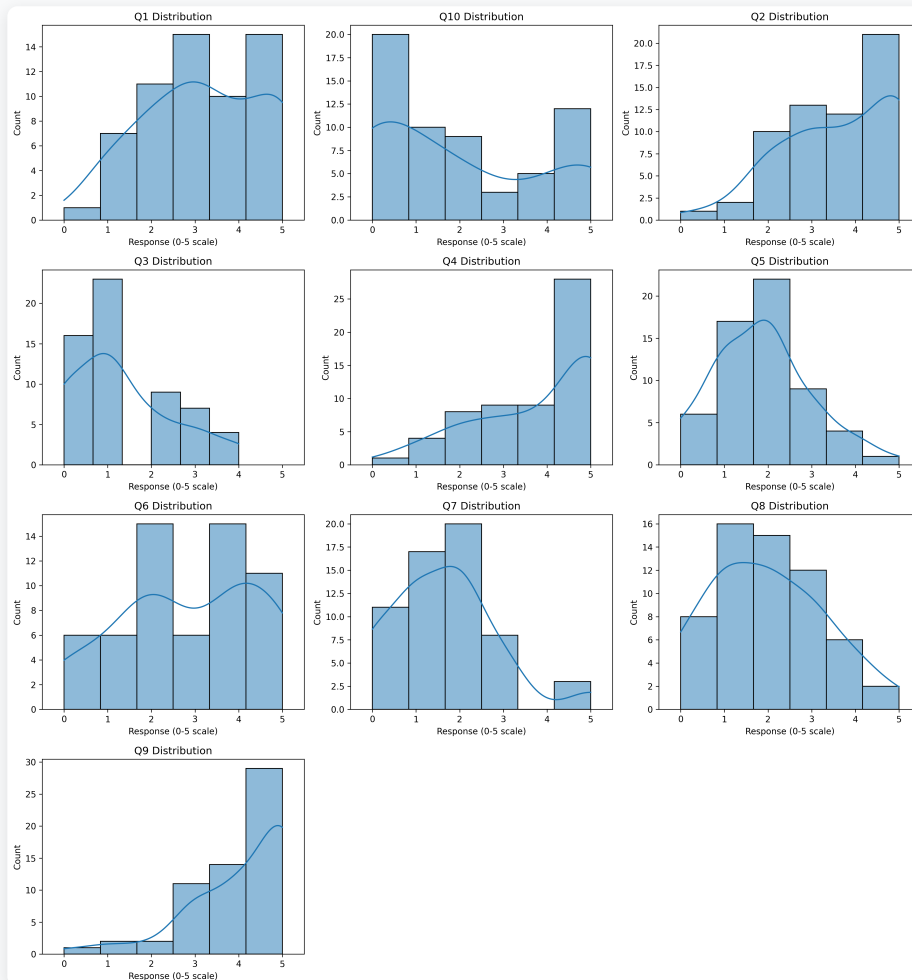 Q1 Distribution
14
12
10
8
6
4
2
0
Count
0 1 2 3 4 5
Response (0-5 scale)
Q10 Distribution
20.0
17.5
15.0
12.5
10.0
7.5
5.0
2.5
0.0
Count
0 1 2 3 4 5
Response (0-5 scale)
Q2 Distribution
20.0
17.5
15.0
12.5
10.0
7.5
5.0
2.5
0.0
Count
0 1 2 3 4 5
Response (0-5 scale)
Q3 Distribution
20
15
10
5
0
Count
0 1 2 3 4 5
Response (0-5 scale)
Q4 Distribution
25
20
15
10
5
0
Count
0 1 2 3 4 5
Response (0-5 scale)
Q5 Distribution
20
15
10
5
0
Count
0 1 2 3 4 5
Response (0-5 scale)
Q6 Distribution
14
12
10
8
6
4
2
0
Count
0 1 2 3 4 5
Response (0-5 scale)
Q7 Distribution
20.0
17.5
15.0
12.5
10.0
7.5
5.0
2.5
0.0
Count
0 1 2 3 4 5
Response (0-5 scale)
Q8 Distribution
16
14
12
10
8
6
4
2
0
Count
0 1 2 3 4 5
Response (0-5 scale)
Q9 Distribution
30
25
20
15
10
5
0
Count
0 1 2 3 4 5
Response (0-5 scale)